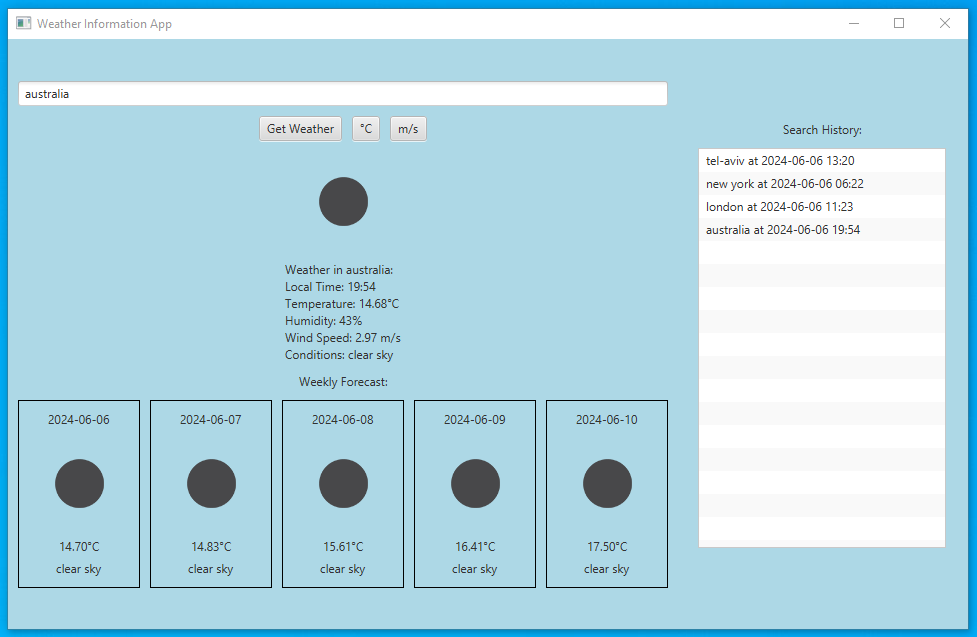 Weather Information App
australia
Get Weather
°C
m/s
Weather in australia:
Local Time: 19:54
Temperature: 14.68°C
Humidity: 43%
Wind Speed: 2.97 m/s
Conditions: clear sky
Weekly Forecast:
2024-06-06
14.70°C
clear sky
2024-06-07
14.83°C
clear sky
2024-06-08
15.61°C
clear sky
2024-06-09
16.41°C
clear sky
2024-06-10
17.50°C
clear sky
Search History:
tel-aviv at 2024-06-06 13:20
new york at 2024-06-06 06:22
london at 2024-06-06 11:23
australia at 2024-06-06 19:54